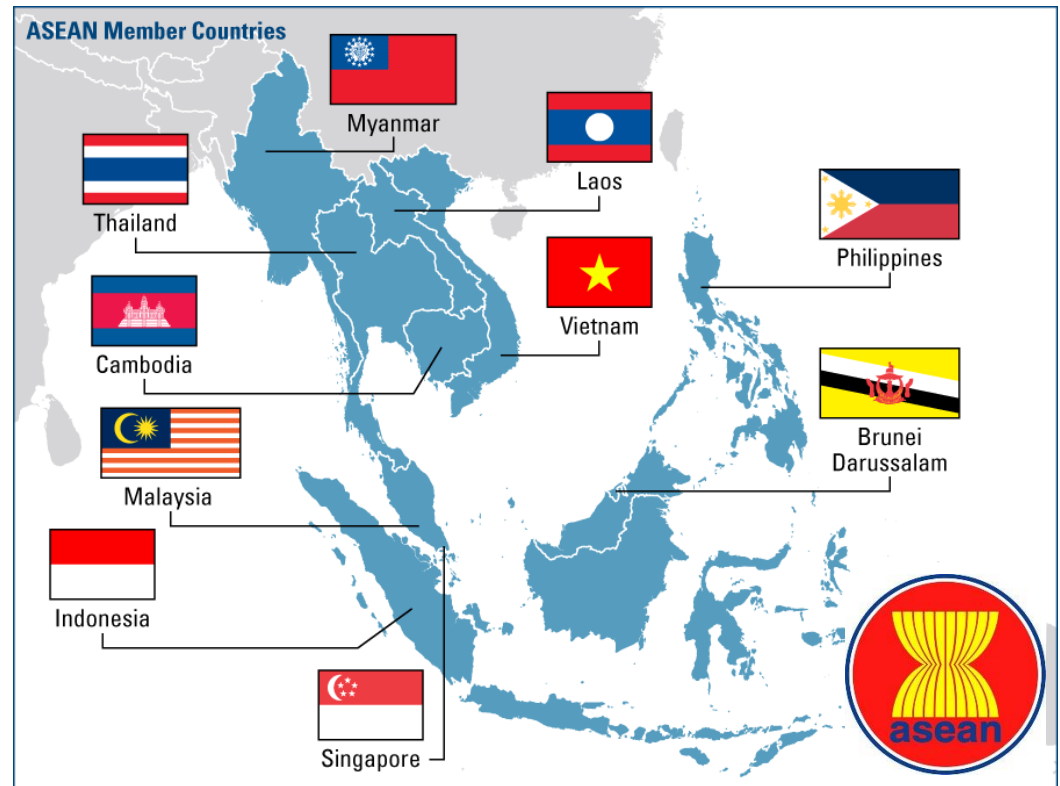 ASEAN Member Countries
Myanmar
Laos
Thailand
Philippines
Vietnam
Cambodia
Brunei
Darussalam
Malaysia
Indonesia
Singapore
asean